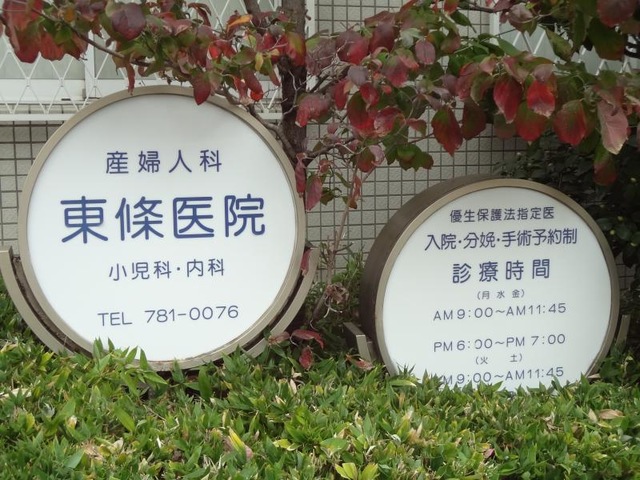 産婦人科
東條医院
小児科・内科
TEL 781-0076
優生保護法指定医
入院・分娩・手術予約制
診療時間
(月 水 金)
AM 9:00〜AM11:45
PM 6:00〜PM 7:00
(火 土)
AM 9:00〜AM11:45